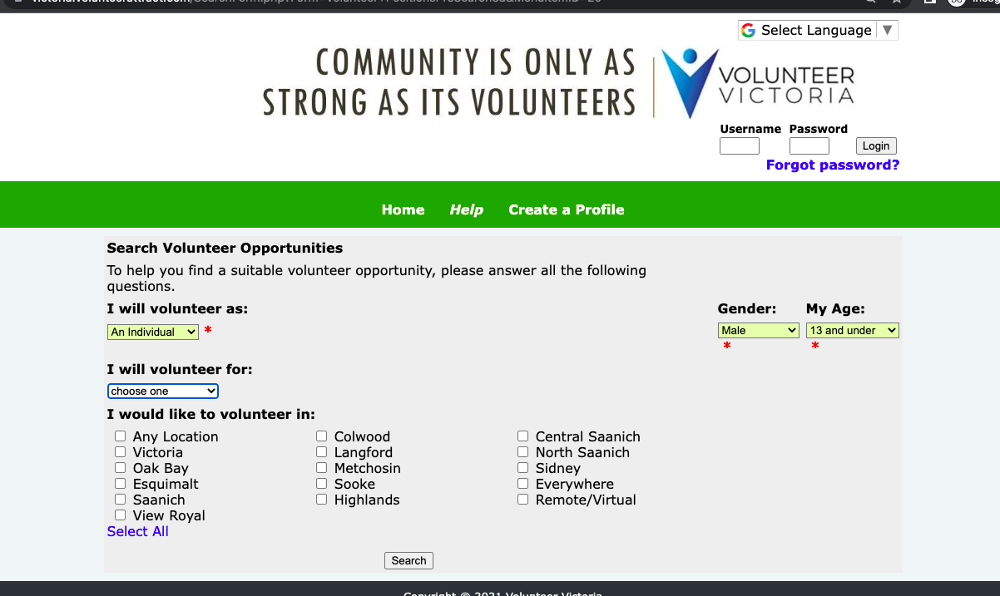 Select Language ▼
COMMUNITY IS ONLY AS
STRONG AS ITS VOLUNTEERS
VOLUNTEER
VICTORIA
Username Password
Login
Forgot password?
Home Help Create a Profile
Search Volunteer Opportunities
To help you find a suitable volunteer opportunity, please answer all the following
questions.
I will volunteer as: Gender: My Age:
An Individual * Male 13 and under
* *
I will volunteer for:
choose one
I would like to volunteer in:
Any Location Colwood Central Saanich
Victoria Langford North Saanich
Oak Bay Metchosin Sidney
Esquimalt Sooke Everywhere
Saanich Highlands Remote/Virtual
View Royal
Select All
Search
Copyright © 2021 Volunteer Victoria